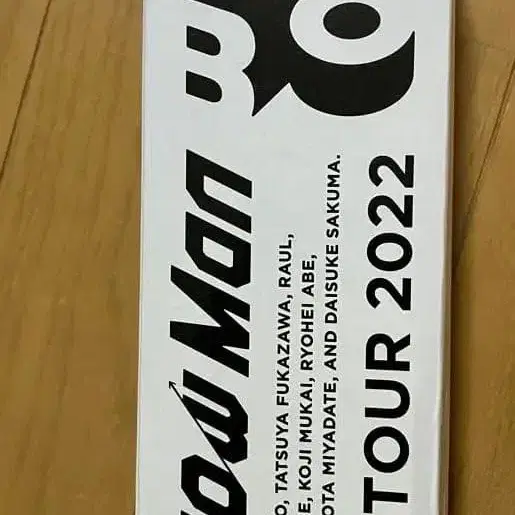 ow Man
O, TATSUYA FUKAZAWA, RAUL,
E, KOJI MUKAI, RYOHEI ABE,
OTA MIYADATE, AND DAISUKE SAKUMA.
TOUR 2022